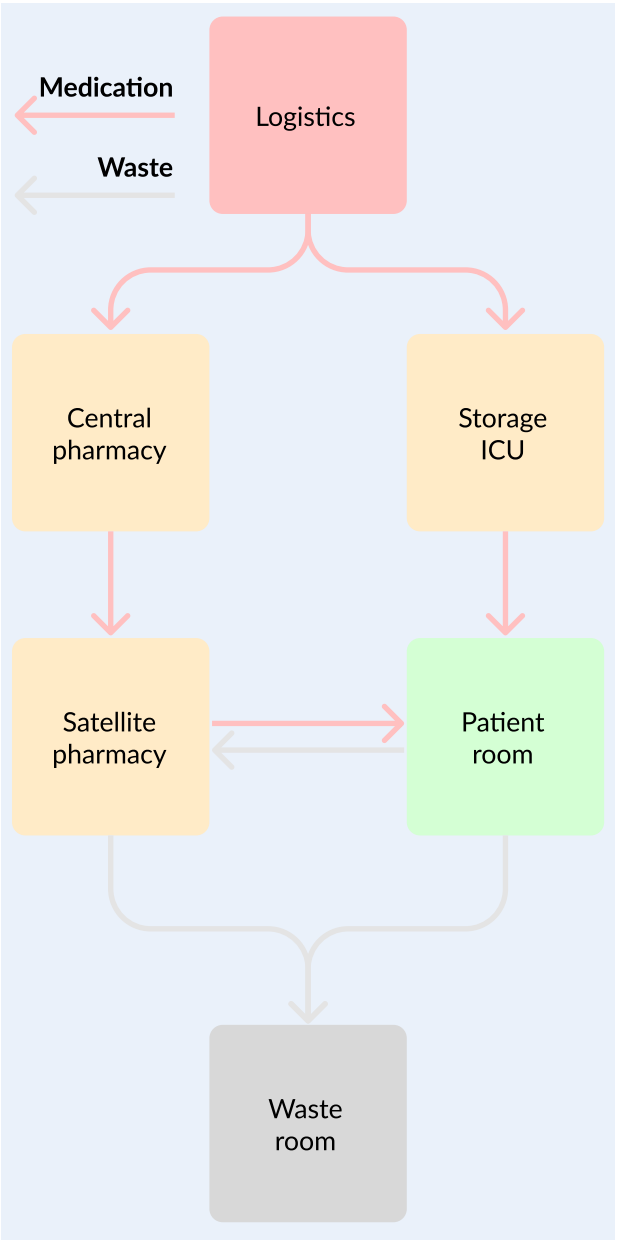 Medication
Waste
Logistics
Central
pharmacy
Storage
ICU
Satellite
pharmacy
Patient
room
Waste
room